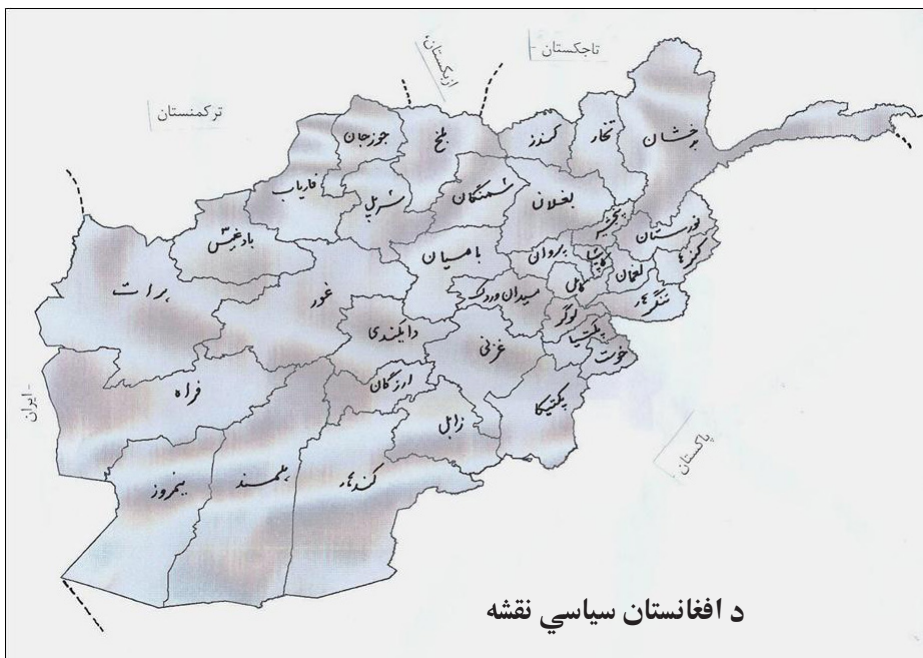 تاجکستان -
ازبکستان
ترکمنستان
جوزجان
بلخ
کندز
تخار
بدخشان
فاریاب
سرپل
سمنگان
بغلان
پنجشیر
نورستان
بادغیس
بامیان
پروان
کاپیسا
لغمان
کنرها
هرات
غور
میدان وردک
کابل
ننگرهار
دایکندی
لوگر
غزنی
پکتیا
خوست
ایران -
فراه
ارزگان
زابل
پکتیکا
پاکستان
نیمروز
هلمند
کندهار
د افغانستان سیاسي نقشه